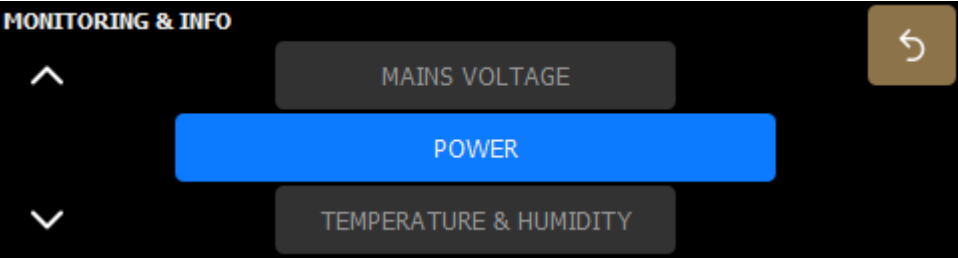 MONITORING & INFO
MAINS VOLTAGE
POWER
TEMPERATURE & HUMIDITY